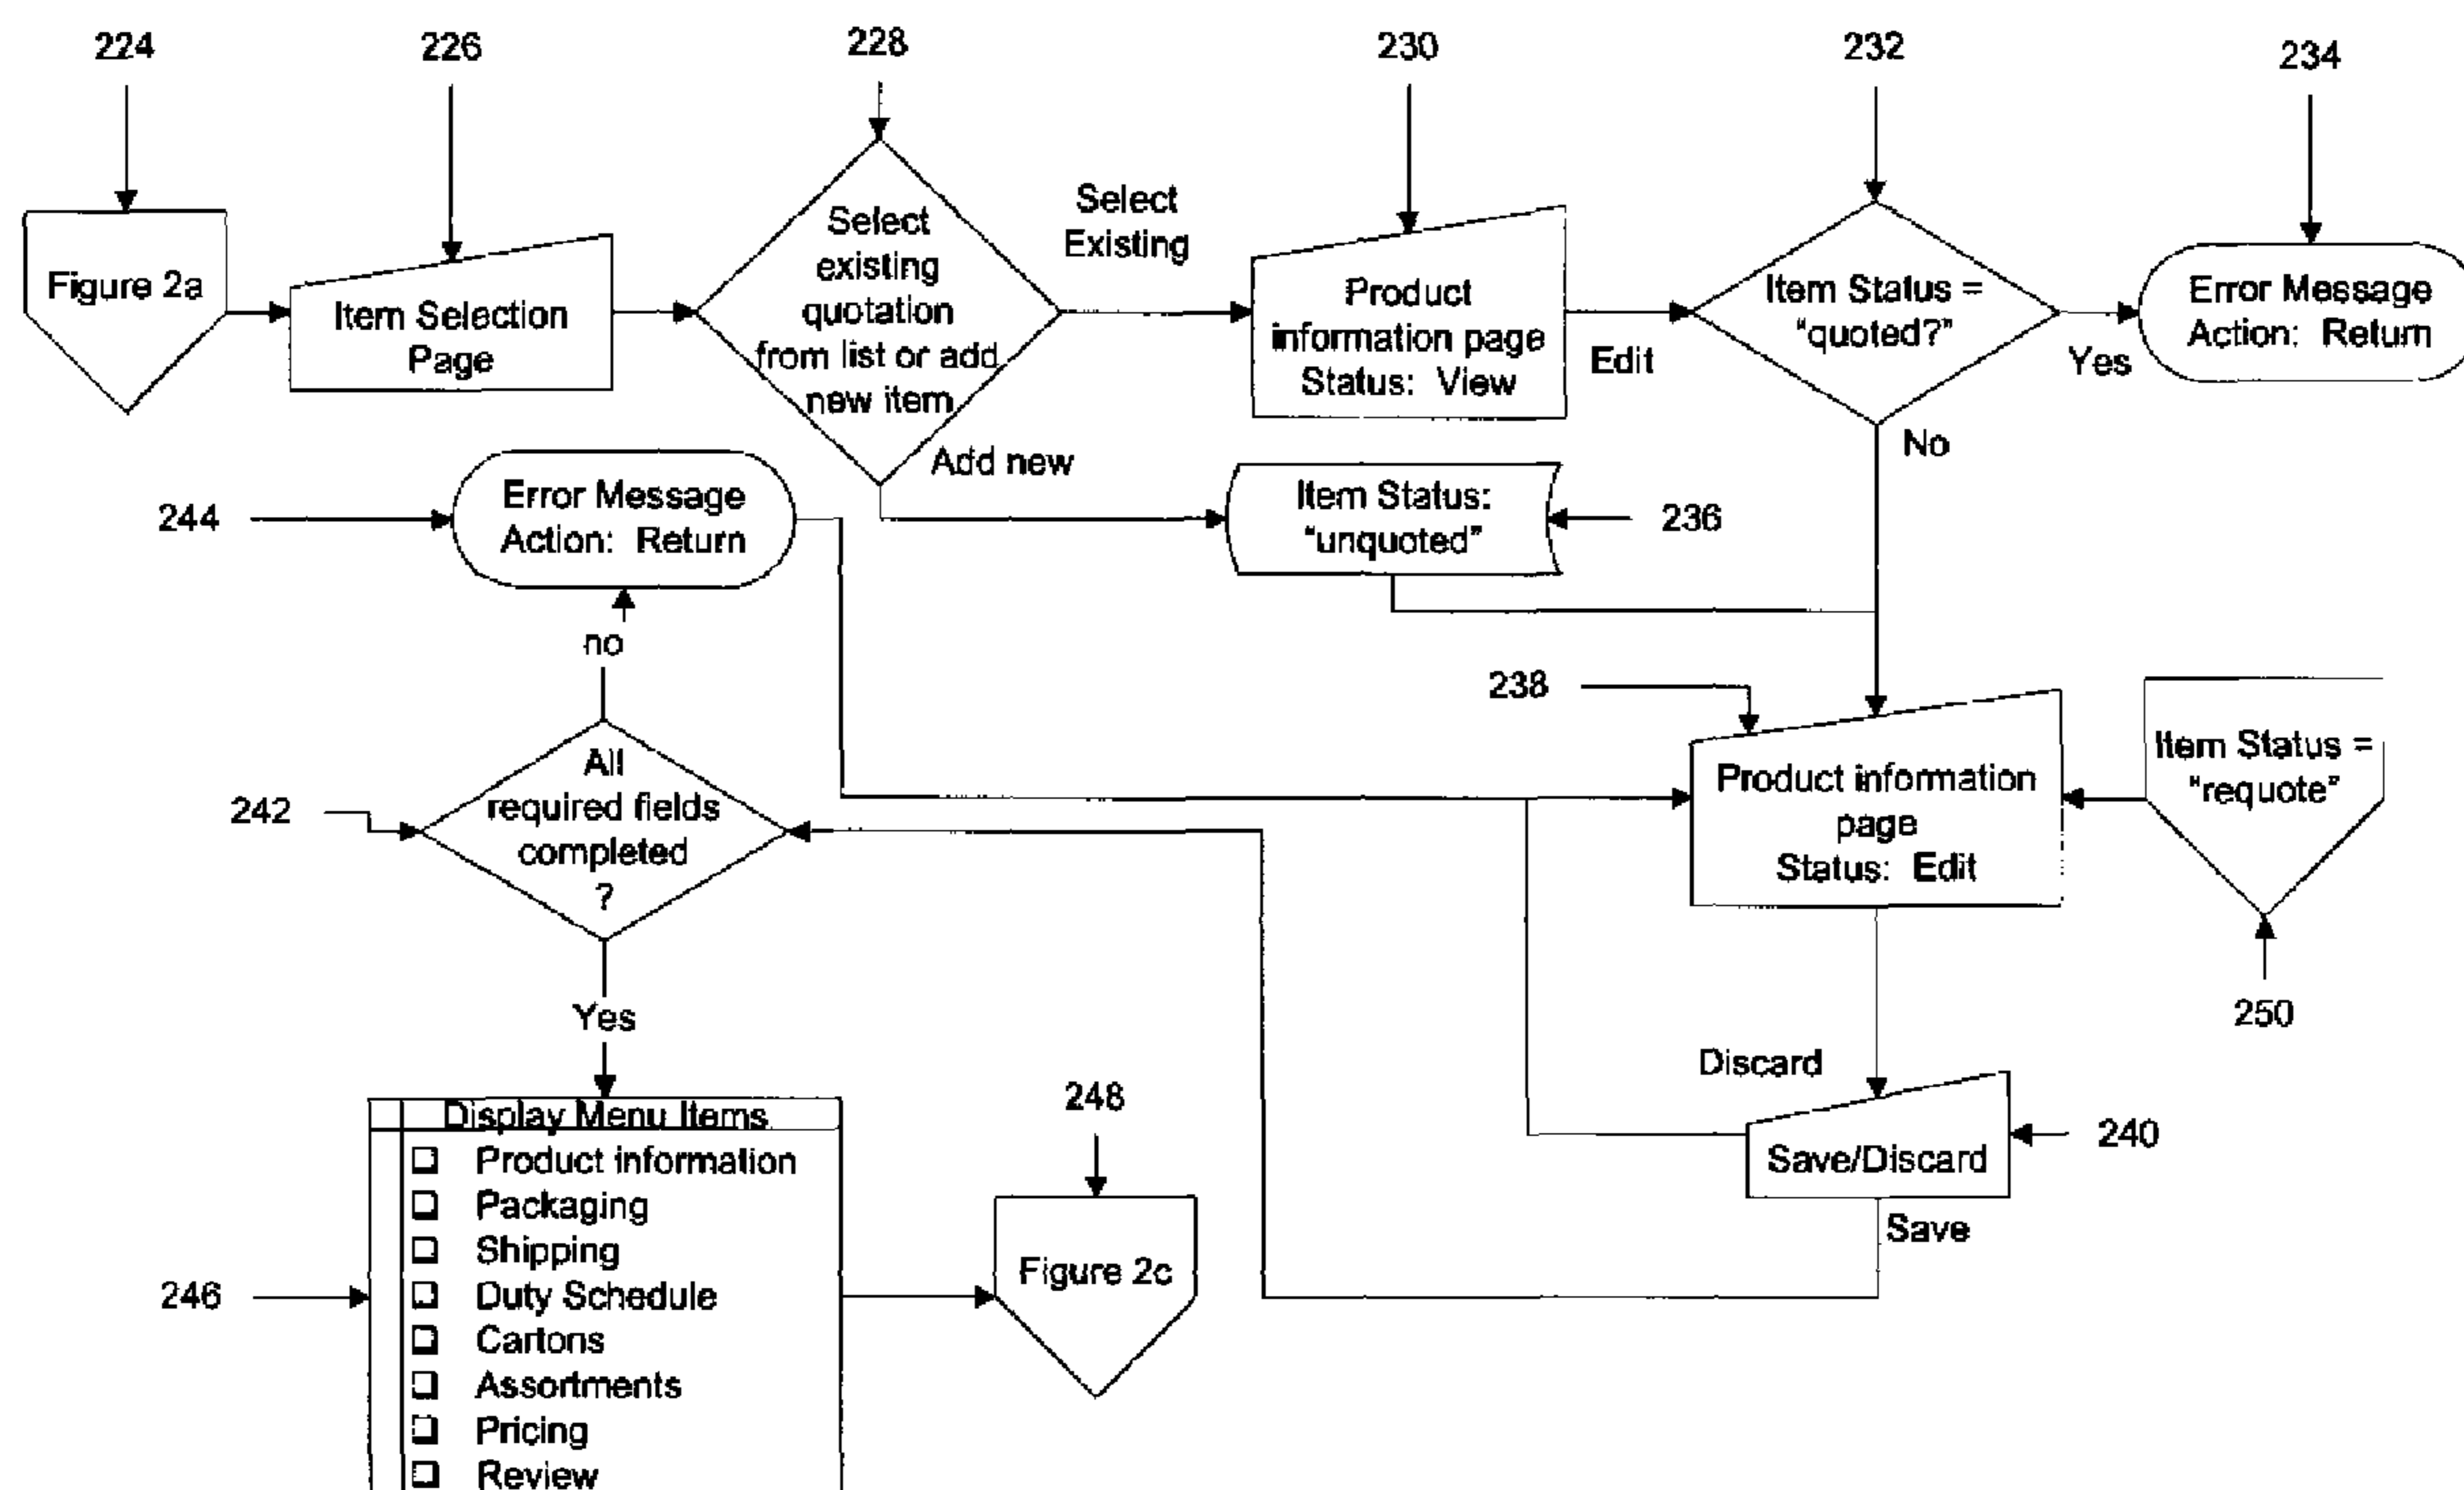 224
226
228
230
232
234
Figure 2a
Item Selection
Page
Select
existing
quotation
from list or add
new item
Select
Existing
Product
information page
Status: View
Edit
Item Status =
"quoted?"
Yes
Error Message
Action: Return
No
Add new
Item Status:
"unquoted"
236
244
Error Message
Action: Return
no
242
All
required fields
completed
?
Yes
238
Product information
page
Status: Edit
Item Status =
"requote"
250
Discard
Save/Discard
240
Save
246
Display Menu Items
Product information
Packaging
Shipping
Duty Schedule
Cartons
Assortments
Pricing
Review
248
Figure 2c